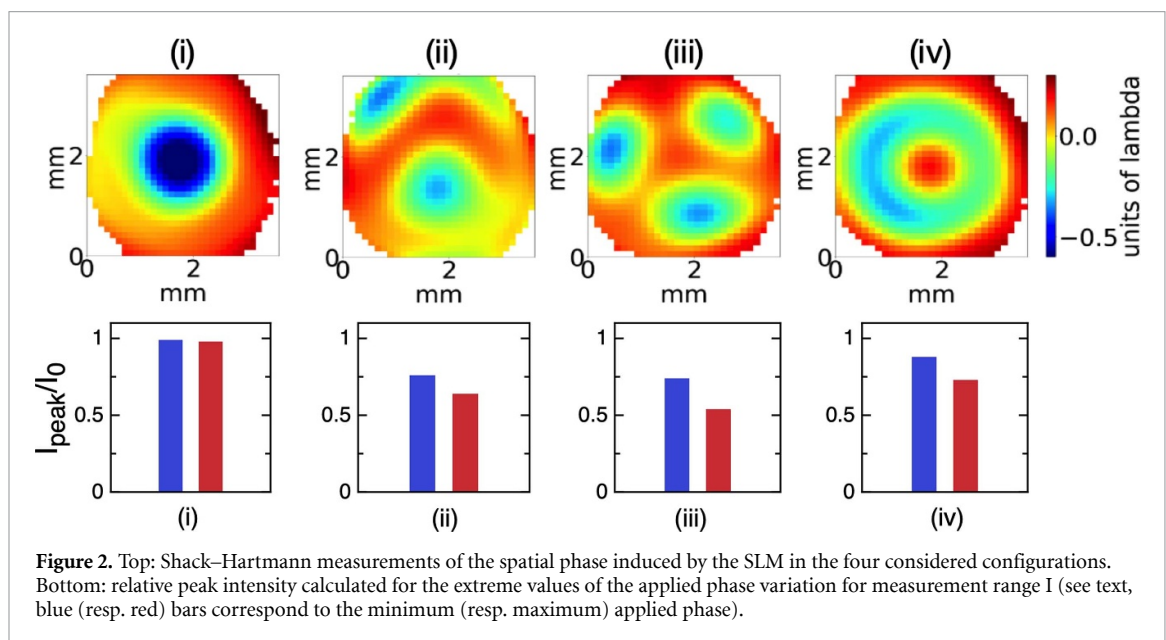 (i) (ii) (iii) (iv)
mm 2 0
0 2
mm
mm 2 0
0 2
mm
mm 2 0
0 2
mm
mm 2 0
0 2
mm
0.0
−0.5
units of lambda
Ipeak/I0
1
0.5
0
(i)
1
0.5
0
(ii)
1
0.5
0
(iii)
1
0.5
0
(iv)
Figure 2. Top: Shack–Hartmann measurements of the spatial phase induced by the SLM in the four considered configurations.
Bottom: relative peak intensity calculated for the extreme values of the applied phase variation for measurement range I (see text,
blue (resp. red) bars correspond to the minimum (resp. maximum) applied phase).